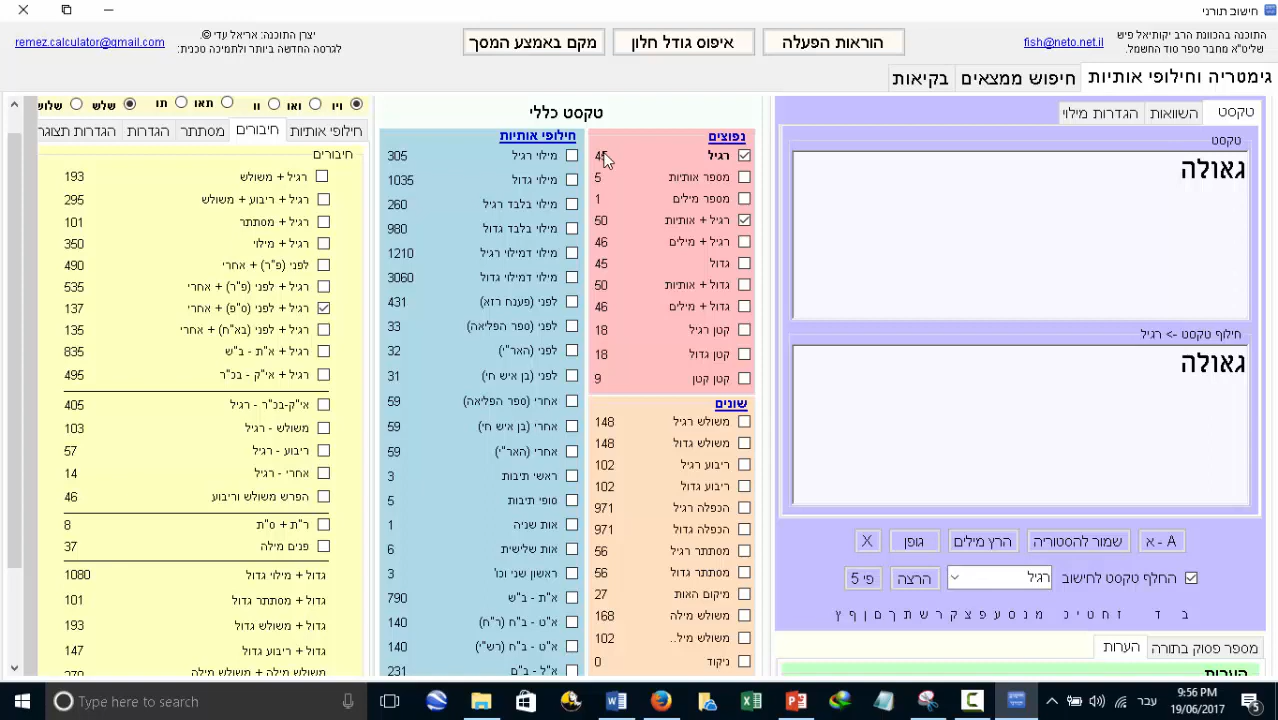 חישוב תורני
התוכנה בהכוונת הרב יקותיאל פיש
שליט"א מחבר ספר סוד החשמל.
fish@neto.net.il
הוראות הפעלה
איפוס גודל חלון
מקם באמצע המסך
יצרן התוכנה: אריאל עדי ©.
לגרסה החדשה ביותר ולתמיכה טכנית:
remez.calculator@gmail.com
גימטריה וחילופי אותיות
חיפוש ממצאים
בקיאות
טקסט
השוואות
הגדרות מילוי
טקסט
גאולה
חילוף טקסט -> רגיל
גאולה
A - א
שמור להסטוריה
הרץ מילים
גופן
X
החלף טקסט לחישוב
רגיל
הרצה
פי 5
ב ד ז ח ט י כ מ נ ס ע פ צ ק ר ש ת ך ם ן ף ץ
מספר פסוק בתורה
הערות
הערות
טקסט כללי
נפוצים
רגיל 45
מספר אותיות 5
מספר מילים 1
רגיל + אותיות 50
רגיל + מילים 46
גדול 45
גדול + אותיות 50
גדול + מילים 46
קטן רגיל 18
קטן גדול 18
קטן קטן 9
שונים
משולש רגיל 148
משולש גדול 148
ריבוע רגיל 102
ריבוע גדול 102
הכפלה רגיל 971
הכפלה גדול 971
מסתתר רגיל 56
מסתתר גדול 56
מיקום האות 27
משולש מילה 168
משולש מיל.. 102
ניקוד 0
חילופי אותיות
מילוי רגיל 305
מילוי גדול 1035
מילוי בלבד רגיל 260
מילוי בלבד גדול 980
מילוי דמילוי רגיל 1210
מילוי דמילוי גדול 3060
לפני (פענח רזא) 431
לפני (ספר הפליאה) 33
לפני (האר"י) 32
לפני (בן איש חי) 31
אחרי (ספר הפליאה) 59
אחרי (בן איש חי) 59
אחרי (האר"י) 59
ראשי תיבות 3
סופי תיבות 5
אות שניה 1
אות שלישית 6
ראשון שני וכו' 3
א"ת - ב"ש 790
א"ט - ב"ח (ר"ח) 140
א"ט - ב"ח (רש"י) 140
א"ל - ב"ם 231
ויו
ואו
וו
תאו
תו
שלש
שלוש
חילופי אותיות
חיבורים
מסתתר
הגדרות
הגדרות תצוגה
חיבורים
רגיל + משולש 193
רגיל + ריבוע + משולש 295
רגיל + מסתתר 101
רגיל + מילוי 350
לפני (פ"ר) + אחרי 490
רגיל + לפני (פ"ר) + אחרי 535
רגיל + לפני (ס"פ) + אחרי 137
רגיל + לפני (בא"ח) + אחרי 135
רגיל + א"ת - ב"ש 835
רגיל + אי"ק - בכ"ר 495
אי"ק-בכ"ר - רגיל 405
משולש - רגיל 103
ריבוע - רגיל 57
אחרי - רגיל 14
הפרש משולש וריבוע 46
ר"ת + ס"ת 8
פנים מילה 37
גדול + מילוי גדול 1080
גדול + מסתתר גדול 101
גדול + משולש גדול 193
גדול + ריבוע גדול 147
משולש + משולש מילה
Type here to search
עבר
9:56 PM
19/06/2017
5